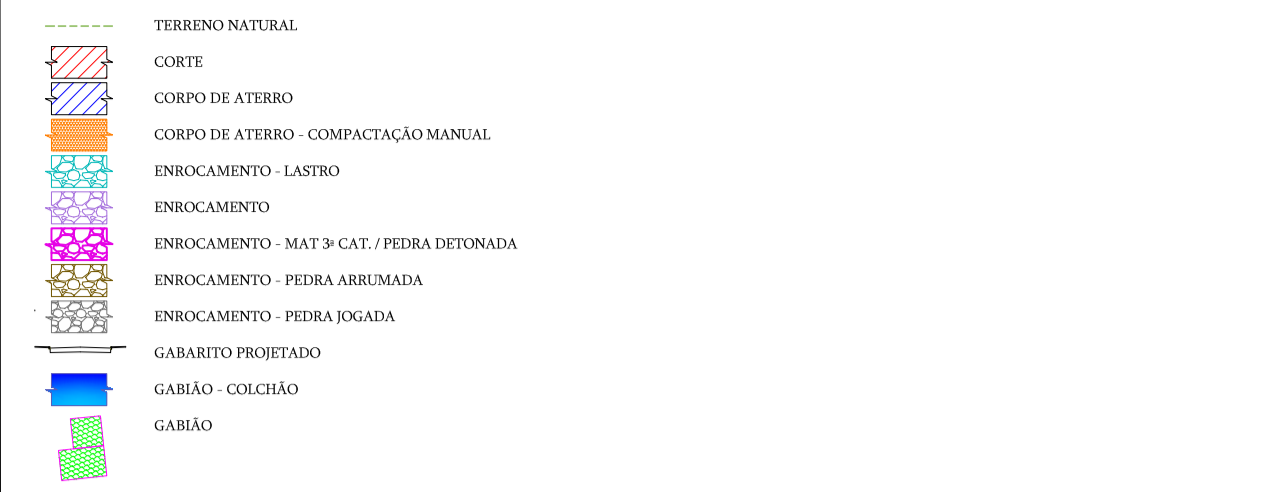 TERRENO NATURAL
CORTE
CORPO DE ATERRO
CORPO DE ATERRO - COMPACTAÇÃO MANUAL
ENROCAMENTO - LASTRO
ENROCAMENTO
ENROCAMENTO - MAT 3ª CAT. / PEDRA DETONADA
ENROCAMENTO - PEDRA ARRUMADA
ENROCAMENTO - PEDRA JOGADA
GABARITO PROJETADO
GABIÃO - COLCHÃO
GABIÃO